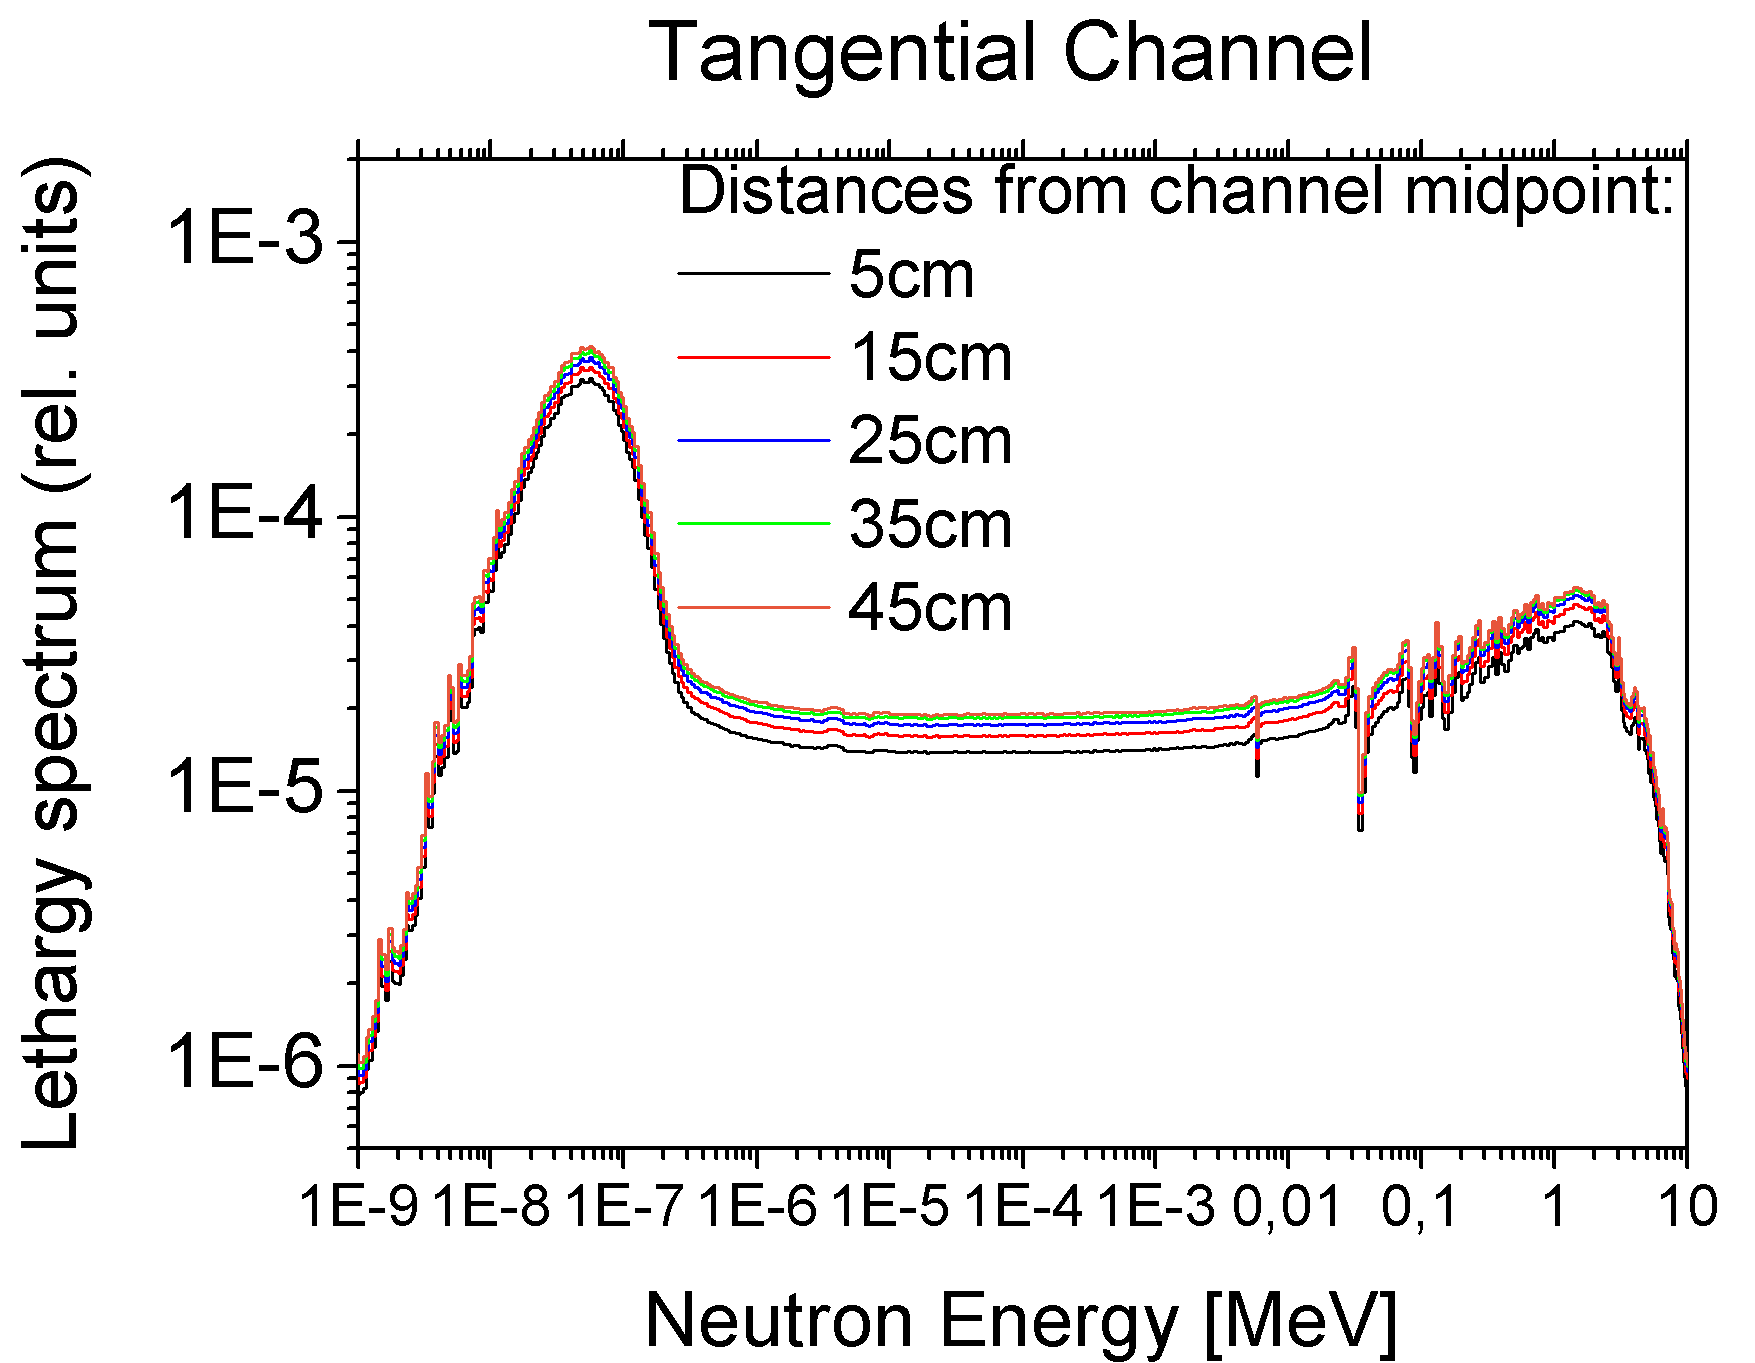 Tangential Channel
Distances from channel midpoint:
5cm
15cm
25cm
35cm
45cm
Lethargy spectrum (rel. units)
1E-3
1E-4
1E-5
1E-6
1E-9 1E-8 1E-7 1E-6 1E-5 1E-4 1E-3 0,01 0,1 1 10
Neutron Energy [MeV]